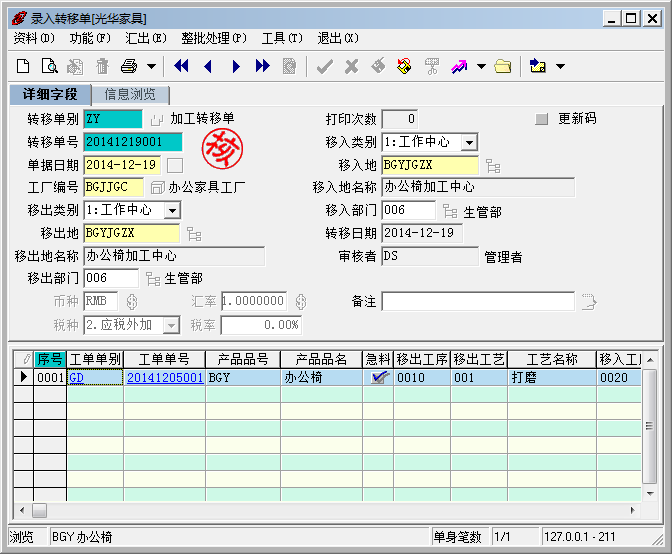 录入转移单[光华家具]
资料(D) 功能(F) 汇出(E) 整批处理(P) 工具(T) 退出(X)
详细字段 信息浏览
转移单别 ZY 加工转移单 打印次数 0 更新码
转移单号 20141219001 核 移入类别 1:工作中心
单据日期 2014-12-19 移入地 BGYJGZX
工厂编号 BGJJGC 办公家具工厂 移入地名称 办公椅加工中心
移出类别 1:工作中心 移入部门 006 生管部
移出地 BGYJGZX 转移日期 2014-12-19
移出地名称 办公椅加工中心 审核者 DS 管理者
移出部门 006 生管部
币种 RMB 汇率 1.0000000 备注
税种 2.应税外加 税率 0.00%
序号 工单单别 工单单号 产品品号 产品品名 急料 移出工序 移出工艺 工艺名称 移入工
0001 GD 20141205001 BGY 办公椅 0010 001 打磨 0020
浏览 BGY 办公椅 单身笔数 1/1 127.0.0.1 - 211